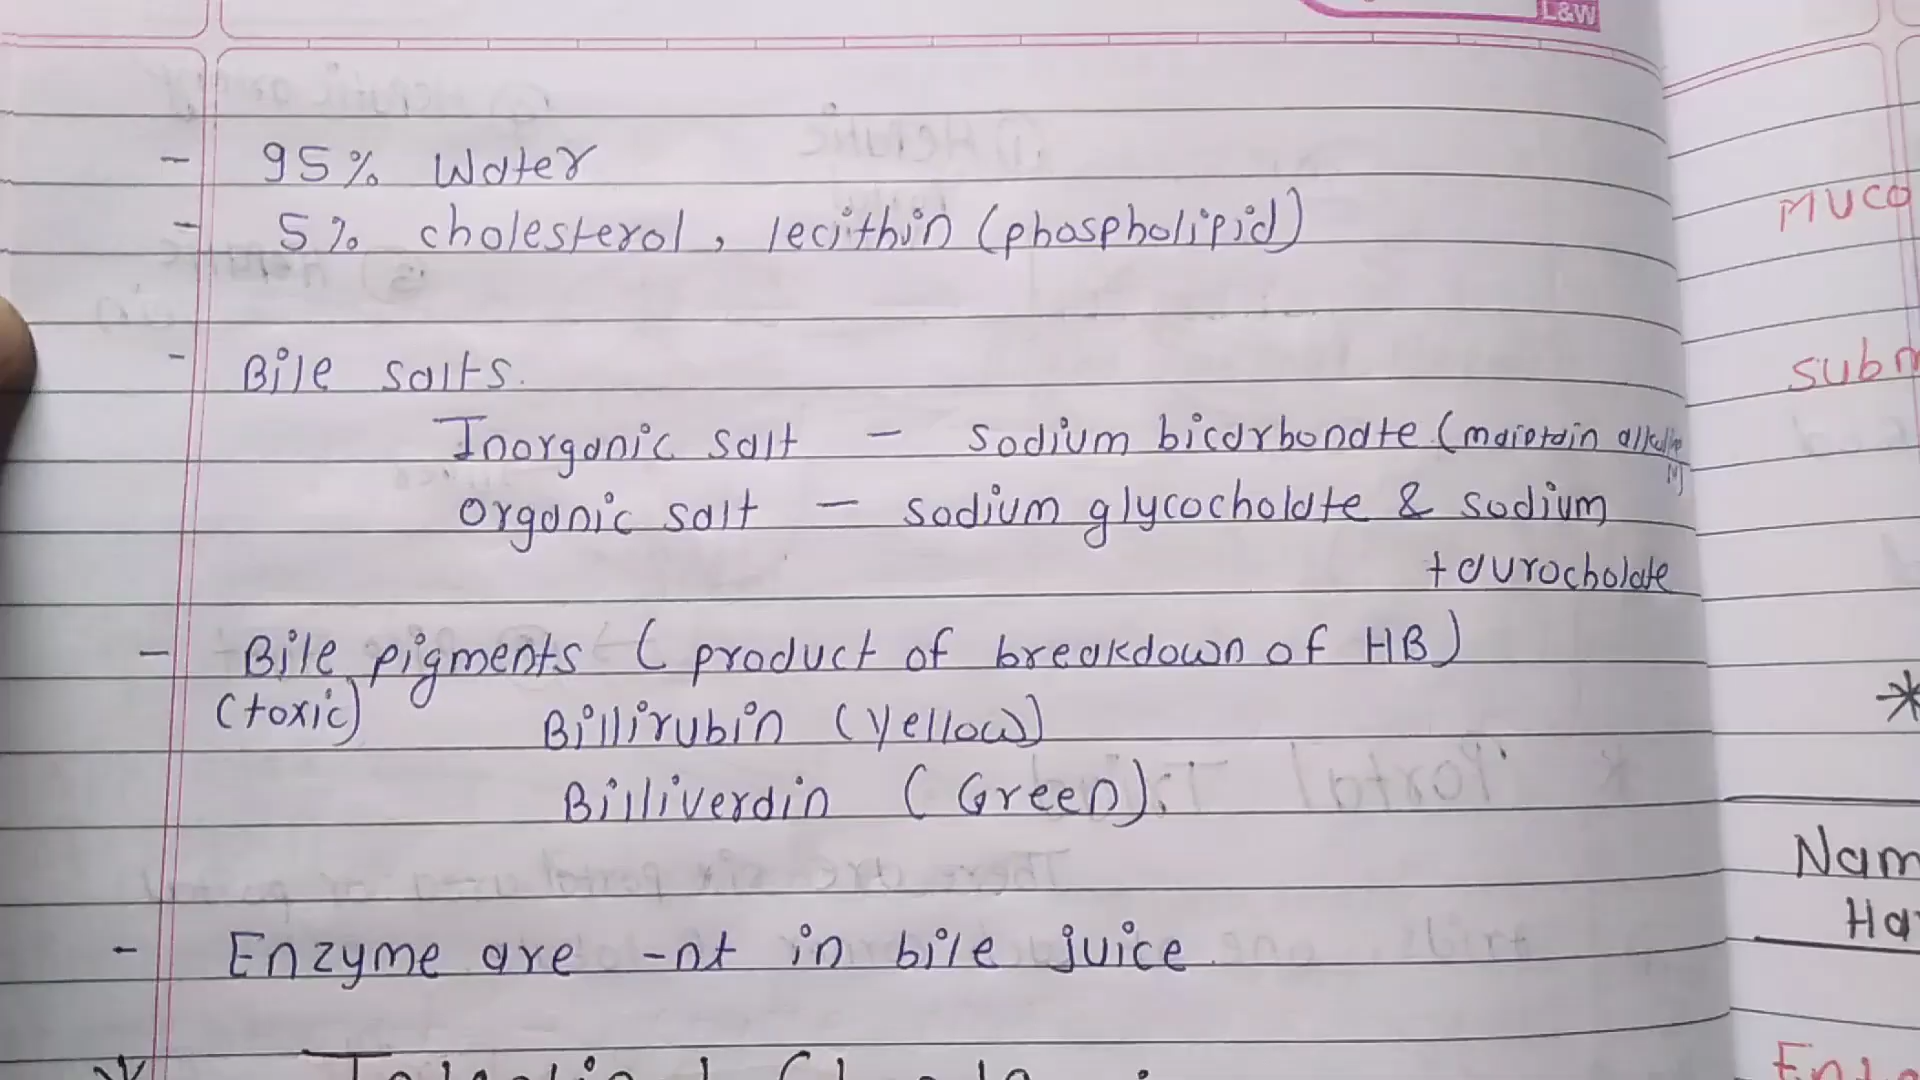 L&W
- 95% Water
- 5% cholesterol, lecithin (phospholipid)
- Bile salts.
Inorganic salt - sodium bicarbonate (maintain
Organic salt - sodium glycocholate & sodium
taurocholate
- Bile pigments (product of breakdown of HB)
(toxic) Billirubin (yellow)
Billiverdin (Green).
- Enzyme are -nt in bile juice
MUCO
subm
*
Nam
Ha